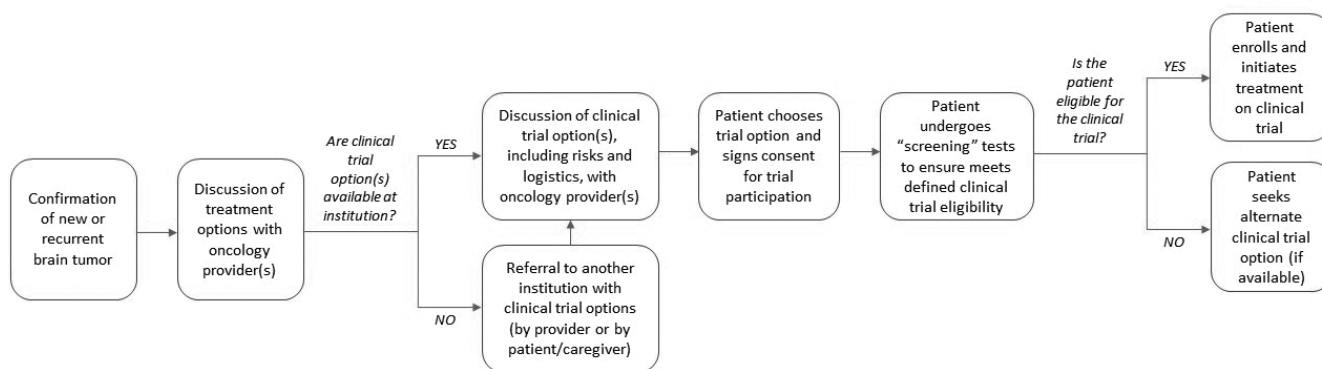 Confirmation
of new or
recurrent
brain tumor
Discussion of
treatment
options with
oncology
provider(s)
Are clinical
trial
option(s)
available at
institution?
YES
NO
Discussion of clinical
trial option(s),
including risks and
logistics, with
oncology provider(s)
Referral to another
institution with
clinical trial options
(by provider or by
patient/caregiver)
Patient chooses
trial option and
signs consent
for trial
participation
Patient
undergoes
“screening” tests
to ensure meets
defined clinical
trial eligibility
Is the
patient
eligible for
the clinical
trial?
YES
NO
Patient
enrolls and
initiates
treatment
on clinical
trial
Patient
seeks
alternate
clinical trial
option (if
available)